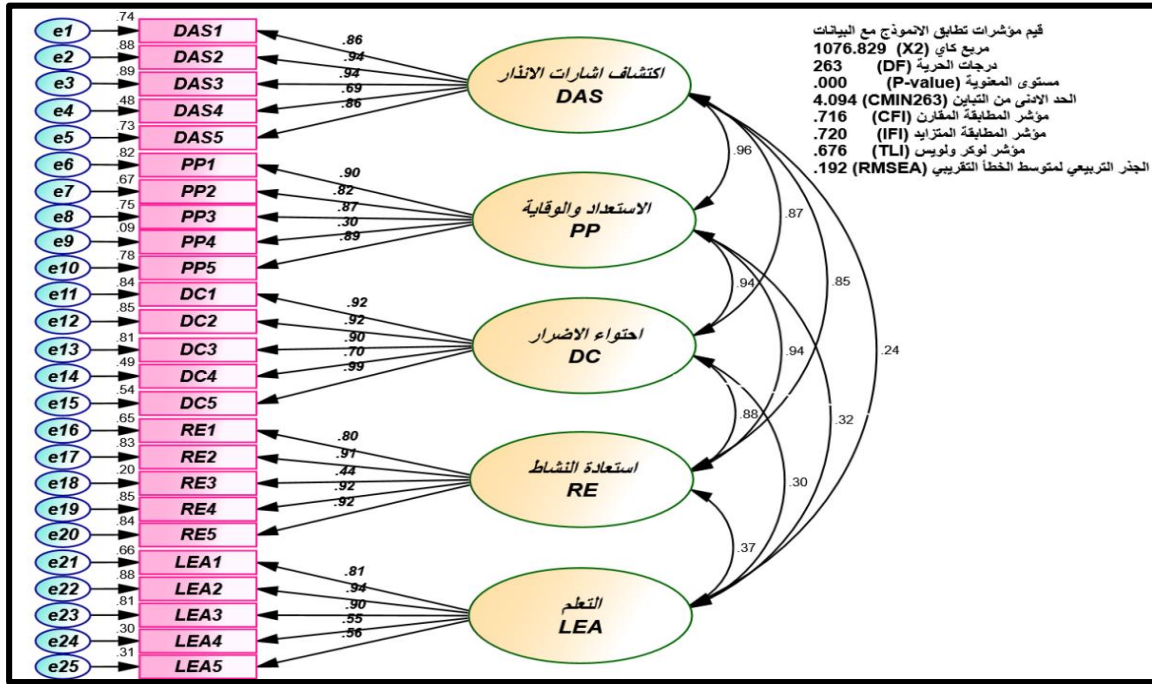 قيم مؤشرات تطابق الانموذج مع البيانات
مربع كاي (X2) 1076.829
درجات الحرية (DF) 263
مستوى المعنوية (P-value) .000
الحد الادنى من التباين (CMIN263) 4.094
مؤشر المطابقة المقارن (CFI) .716
مؤشر المطابقة المتزايد (IFI) .720
مؤشر لوكر ولويس (TLI) .676
الجذر التربيعي لمتوسط الخطأ التقريبي (RMSEA) .192
e1 .74 DAS1 .86
e2 .88 DAS2 .94
e3 .89 DAS3 .94
e4 .48 DAS4 .69
e5 .73 DAS5 .86
اكتشاف اشارات الانذار
DAS
e6 .82 PP1 .90
e7 .67 PP2 .82
e8 .75 PP3 .87
e9 .09 PP4 .30
e10 .78 PP5 .89
الاستعداد والوقاية
PP
e11 .84 DC1 .92
e12 .85 DC2 .92
e13 .81 DC3 .90
e14 .49 DC4 .70
e15 .54 DC5 .99
احتواء الاضرار
DC
e16 .65 RE1 .80
e17 .83 RE2 .91
e18 .20 RE3 .44
e19 .85 RE4 .92
e20 .84 RE5 .92
استعادة النشاط
RE
e21 .66 LEA1 .81
e22 .88 LEA2 .94
e23 .81 LEA3 .90
e24 .30 LEA4 .55
e25 .31 LEA5 .56
التعلم
LEA
.96
.87
.94
.85
.94
.24
.88
.32
.30
.37